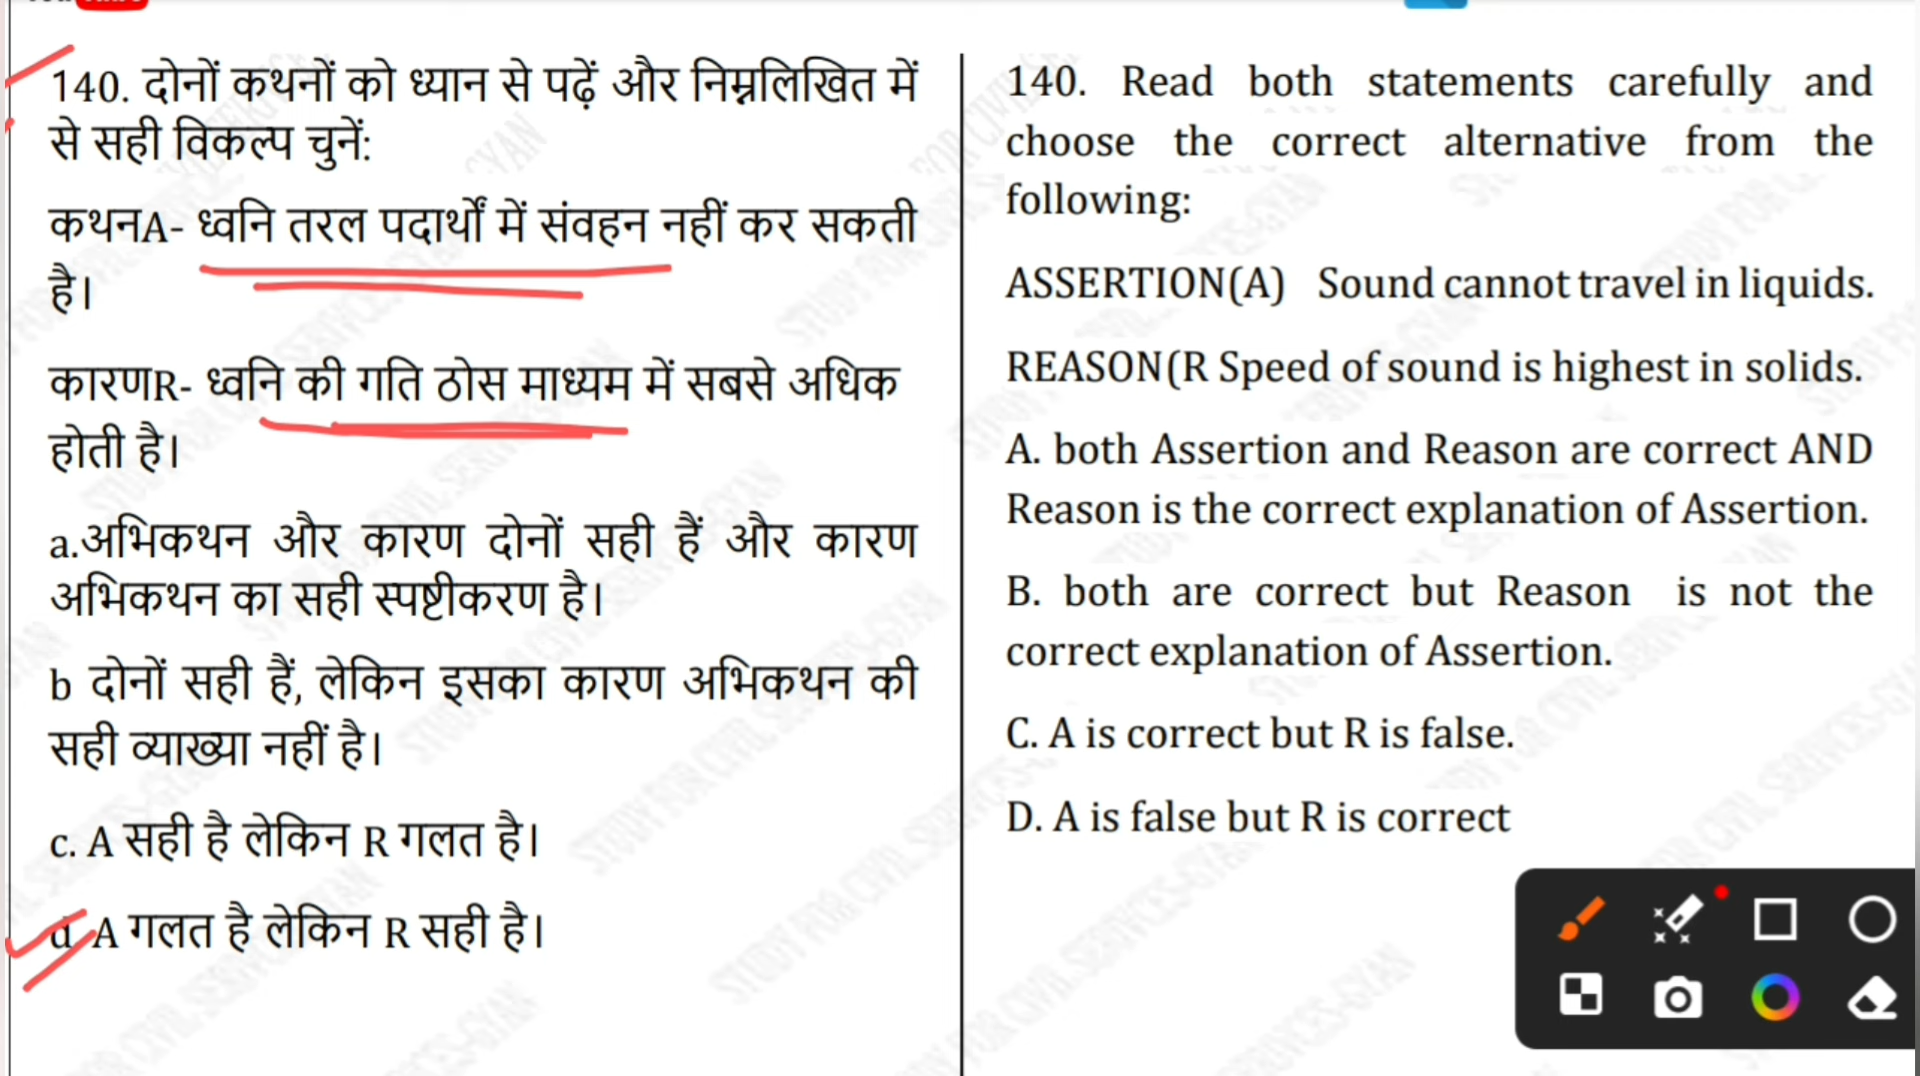 140. दोनों कथनों को ध्यान से पढ़ें और निम्नलिखित में
से सही विकल्प चुनें:
कथनA- ध्वनि तरल पदार्थों में संवहन नहीं कर सकती
है।
कारणR- ध्वनि की गति ठोस माध्यम में सबसे अधिक
होती है।
a.अभिकथन और कारण दोनों सही हैं और कारण
अभिकथन का सही स्पष्टीकरण है।
b दोनों सही हैं, लेकिन इसका कारण अभिकथन की
सही व्याख्या नहीं है।
c. A सही है लेकिन R गलत है।
d A गलत है लेकिन R सही है।
140. Read both statements carefully and
choose the correct alternative from the
following:
ASSERTION(A) Sound cannot travel in liquids.
REASON(R Speed of sound is highest in solids.
A. both Assertion and Reason are correct AND
Reason is the correct explanation of Assertion.
B. both are correct but Reason is not the
correct explanation of Assertion.
C. A is correct but R is false.
D. A is false but R is correct
STUDY FOR CIVIL SERIVCES-GYAN